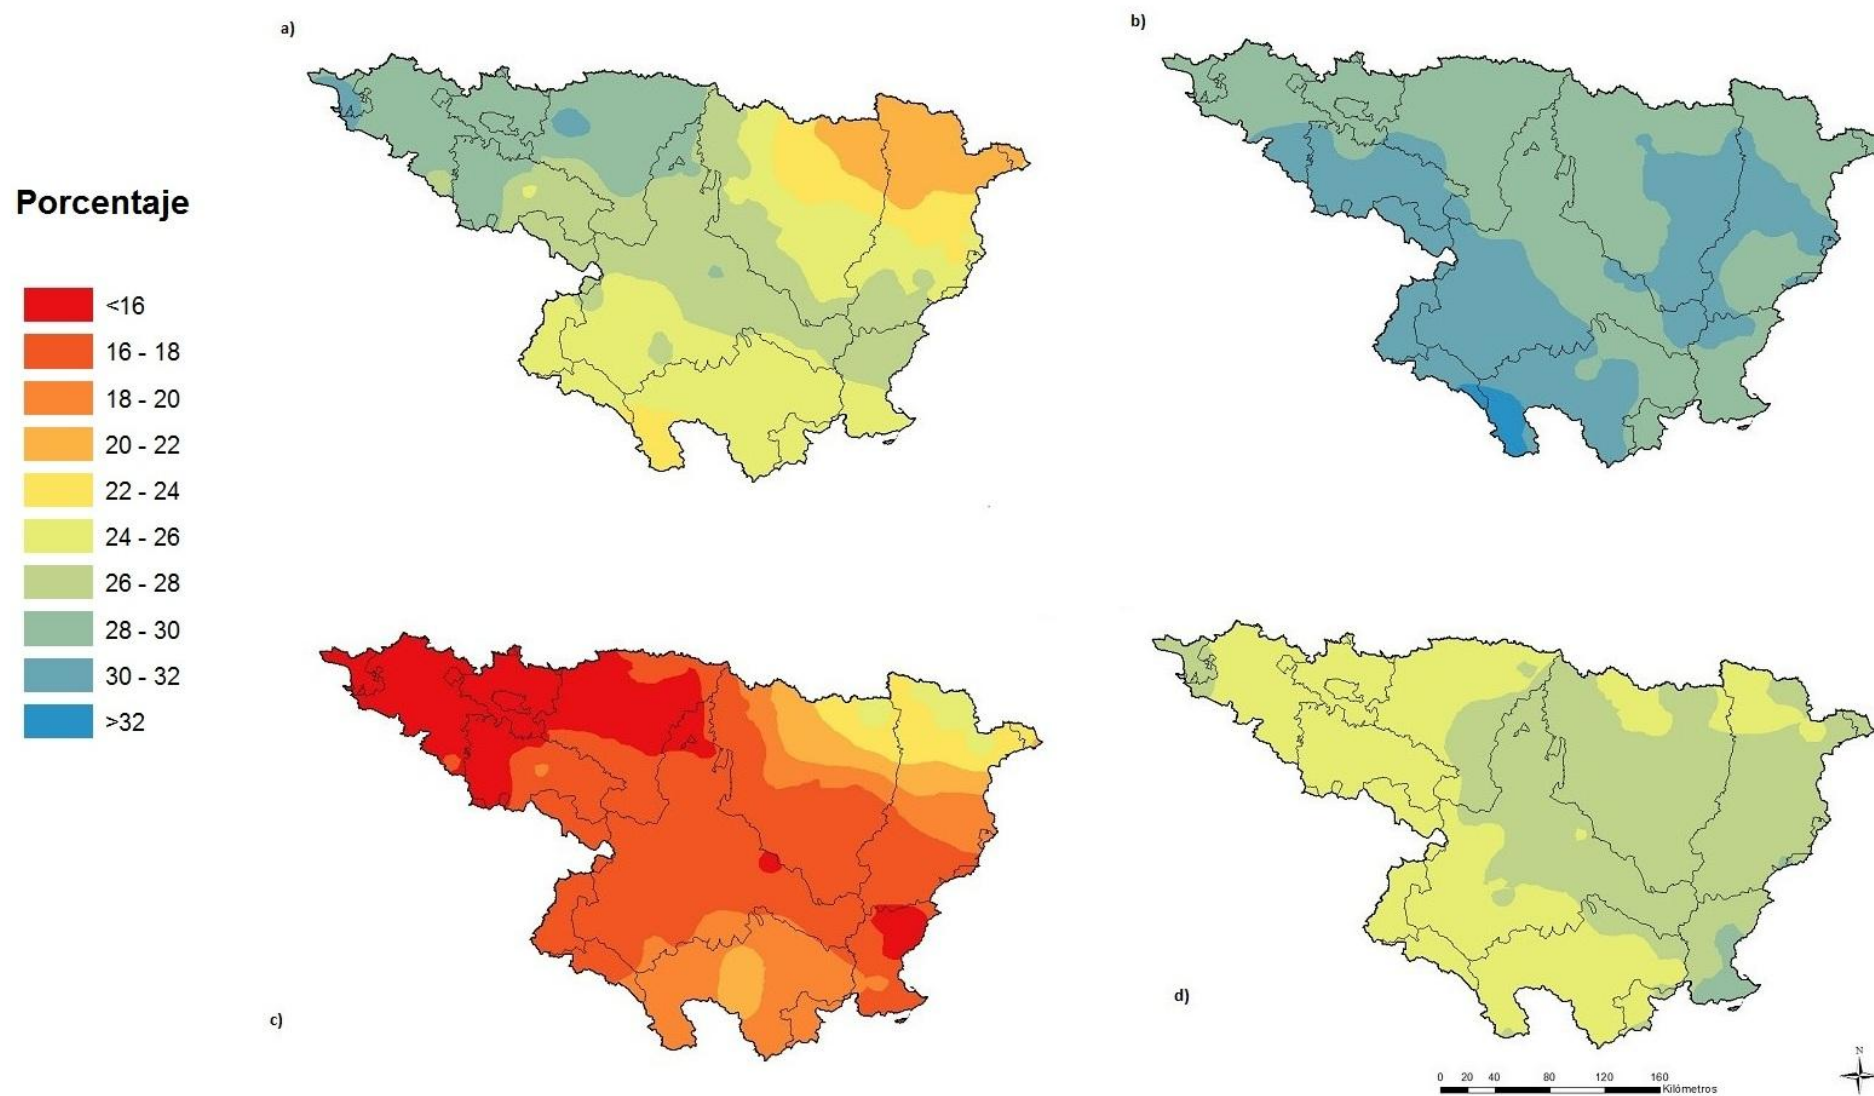 a)
b)
Porcentaje
<16
16 - 18
18 - 20
20 - 22
22 - 24
24 - 26
26 - 28
28 - 30
30 - 32
>32
c)
d)
N
0 20 40 80 120 160
Kilómetros